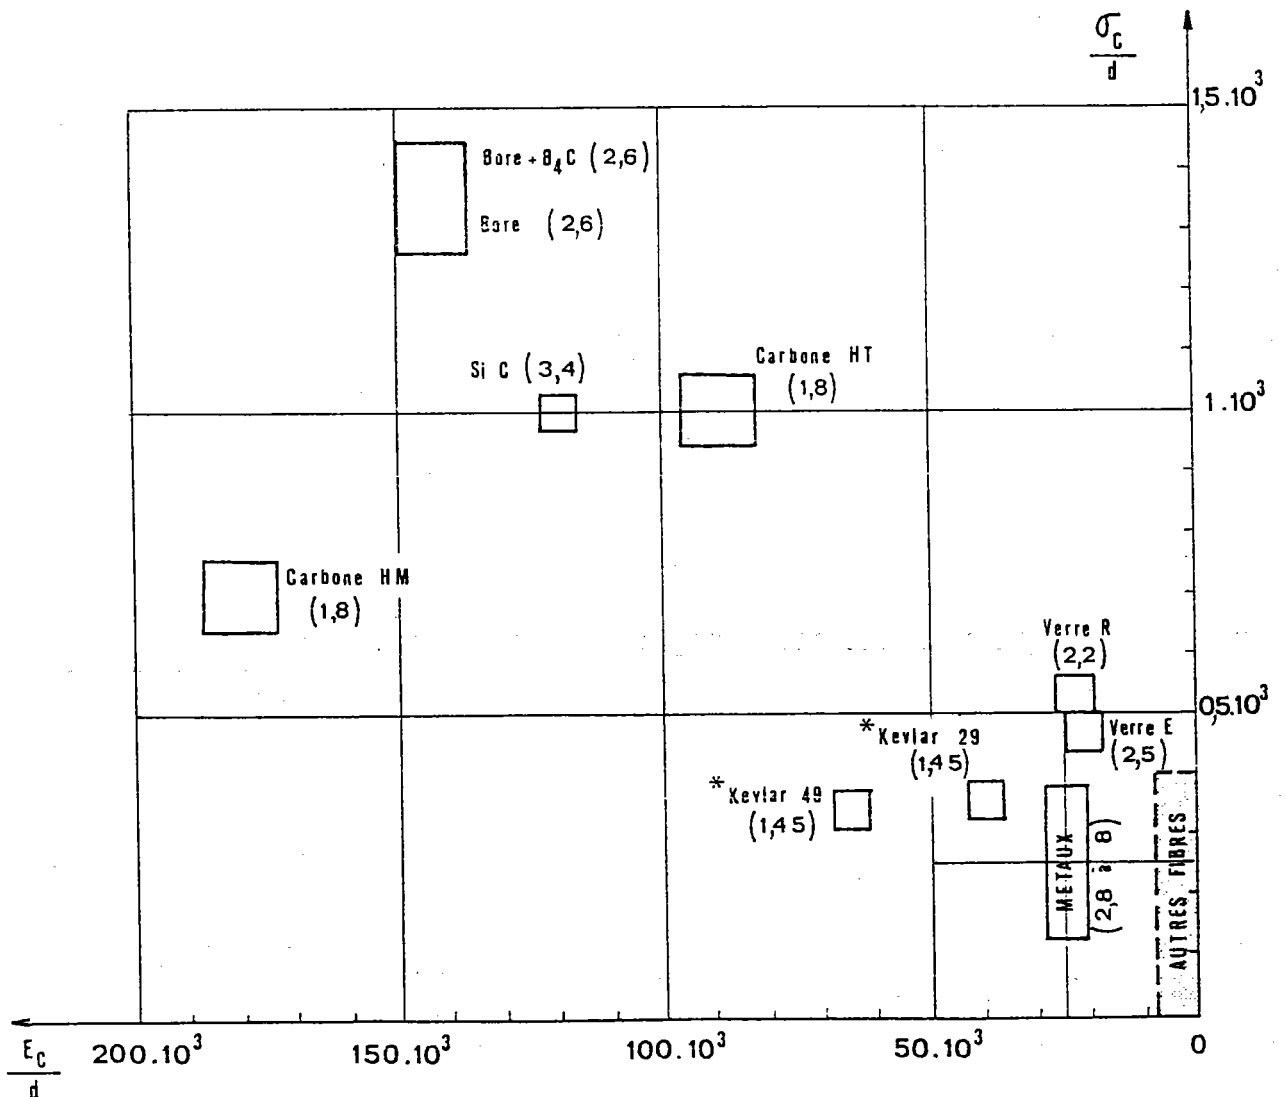 σ_C
d
1,5.10³
Bore + B₄C (2,6)
Bore (2,6)
Si C (3,4)
Carbone HT
(1,8)
1.10³
Carbone HM
(1,8)
Verre R
(2,2)
0,5.10³
*Kevlar 29
(1,45)
Verre E
(2,5)
*Kevlar 49
(1,45)
METAUX
(2,8 à 8)
AUTRES FIBRES
E_C
d
200.10³
150.10³
100.10³
50.10³
0